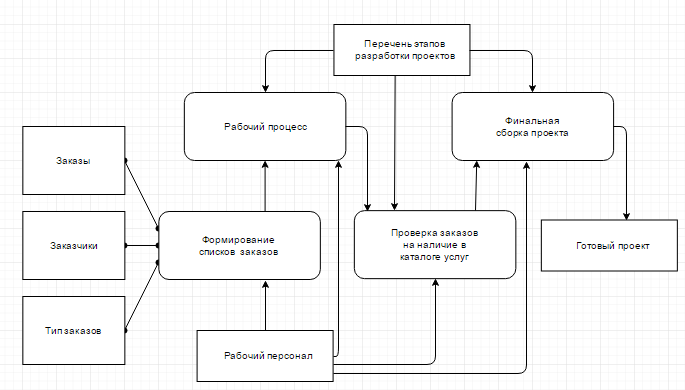 Перечень этапов
разработки проектов
Рабочий процесс
Финальная
сборка проекта
Заказы
Заказчики
Тип заказов
Формирование
списков заказов
Проверка заказов
на наличие в
каталоге услуг
Готовый проект
Рабочий персонал